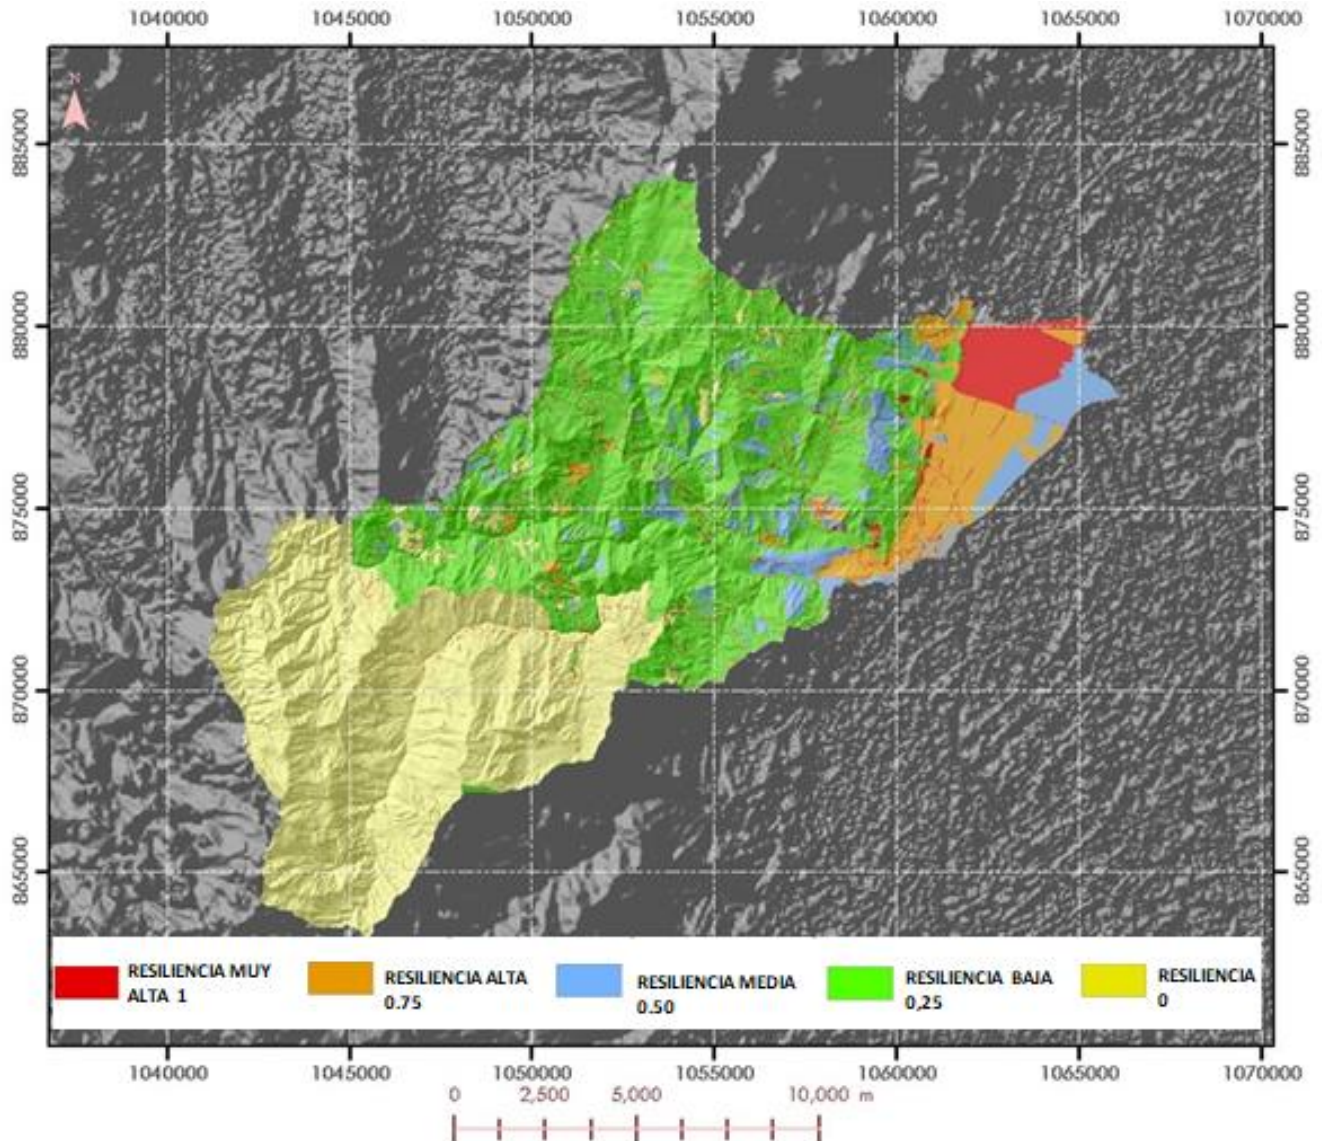 1040000 1045000 1050000 1055000 1060000 1065000 1070000
N
885000 885000
880000 880000
875000 875000
870000 870000
865000 865000
RESILIENCIA MUY
ALTA 1
RESILIENCIA ALTA
0.75
RESILIENCIA MEDIA
0.50
RESILIENCIA BAJA
0,25
RESILIENCIA
0
1040000 1045000 1050000 1055000 1060000 1065000 1070000
0 2,500 5,000 10,000 m